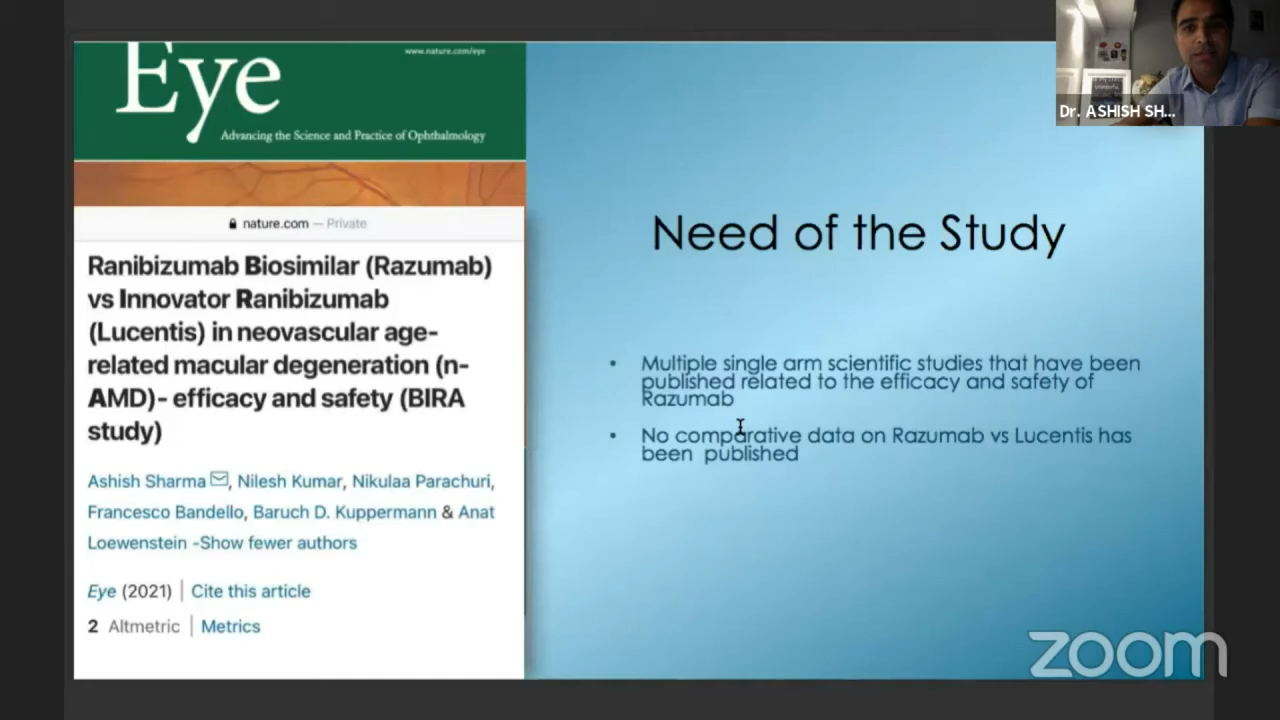 Eye
www.nature.com/eye
Advancing the Science and Practice of Ophthalmology
nature.com — Private
Ranibizumab Biosimilar (Razumab)
vs Innovator Ranibizumab
(Lucentis) in neovascular age-
related macular degeneration (n-
AMD)- efficacy and safety (BIRA
study)
Ashish Sharma, Nilesh Kumar, Nikulaa Parachuri,
Francesco Bandello, Baruch D. Kuppermann & Anat
Loewenstein -Show fewer authors
Eye (2021) | Cite this article
2 Altmetric | Metrics
Need of the Study
• Multiple single arm scientific studies that have been
published related to the efficacy and safety of
Razumab
• No comparative data on Razumab vs Lucentis has
been published
Dr. ASHISH SH...
zoom